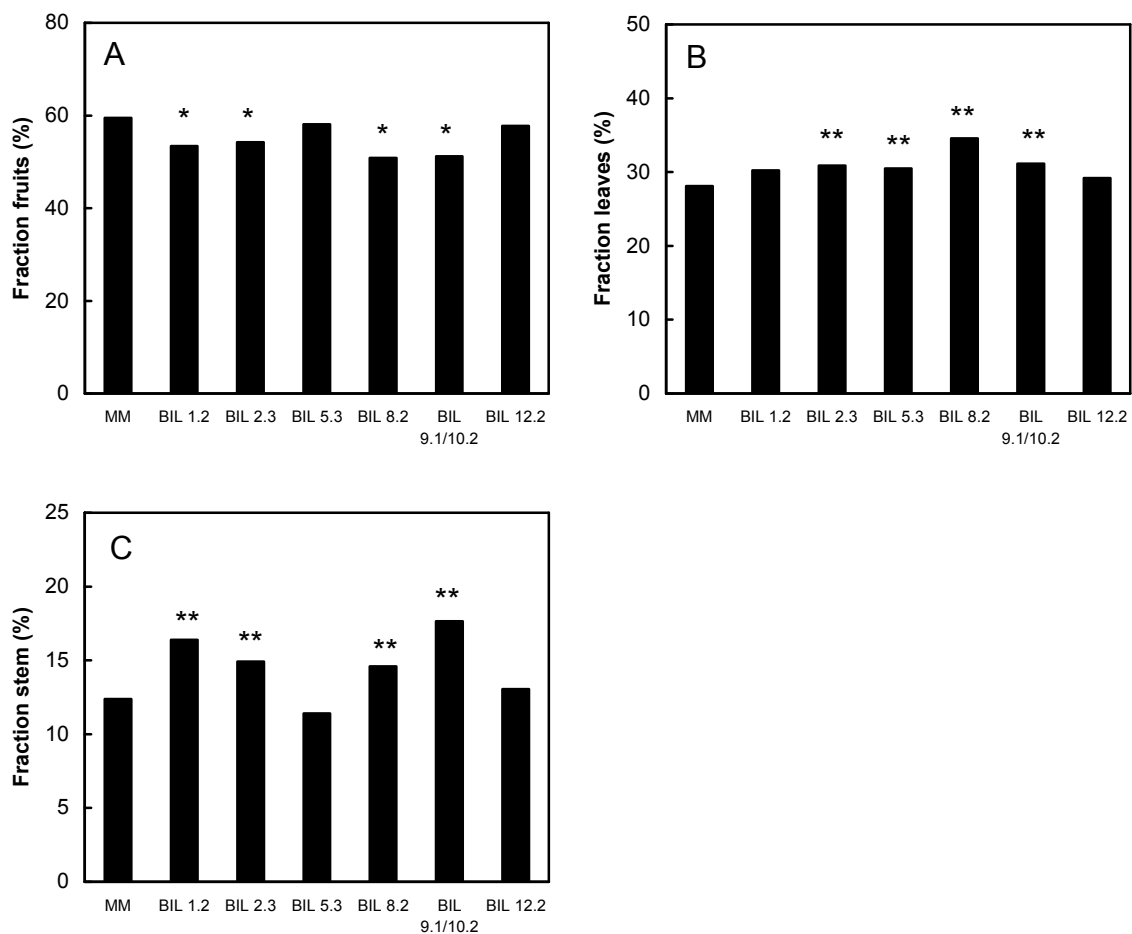 A
Fraction fruits (%)
80
60
40
20
0
* * * *
MM BIL 1.2 BIL 2.3 BIL 5.3 BIL 8.2 BIL 9.1/10.2 BIL 12.2
B
Fraction leaves (%)
50
40
30
20
10
0
** ** ** **
MM BIL 1.2 BIL 2.3 BIL 5.3 BIL 8.2 BIL 9.1/10.2 BIL 12.2
C
Fraction stem (%)
25
20
15
10
5
0
** ** ** **
MM BIL 1.2 BIL 2.3 BIL 5.3 BIL 8.2 BIL 9.1/10.2 BIL 12.2